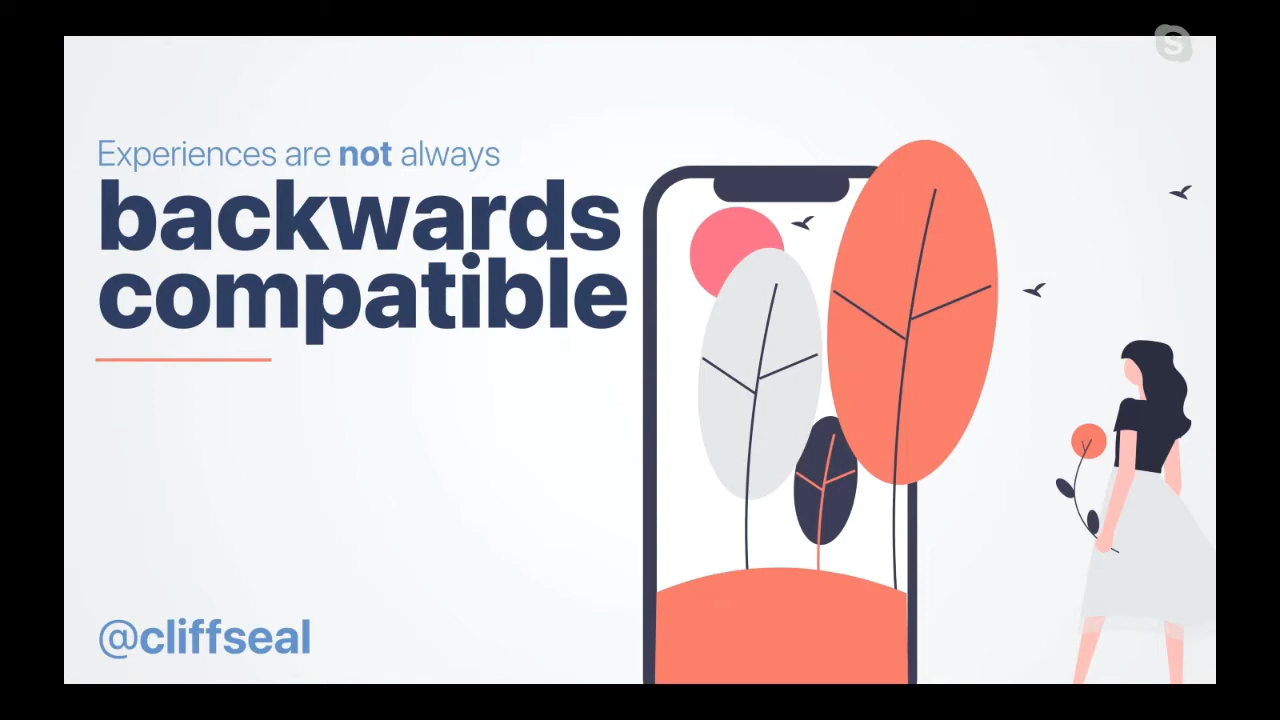 Experiences are not always
backwards
compatible
@cliffseal